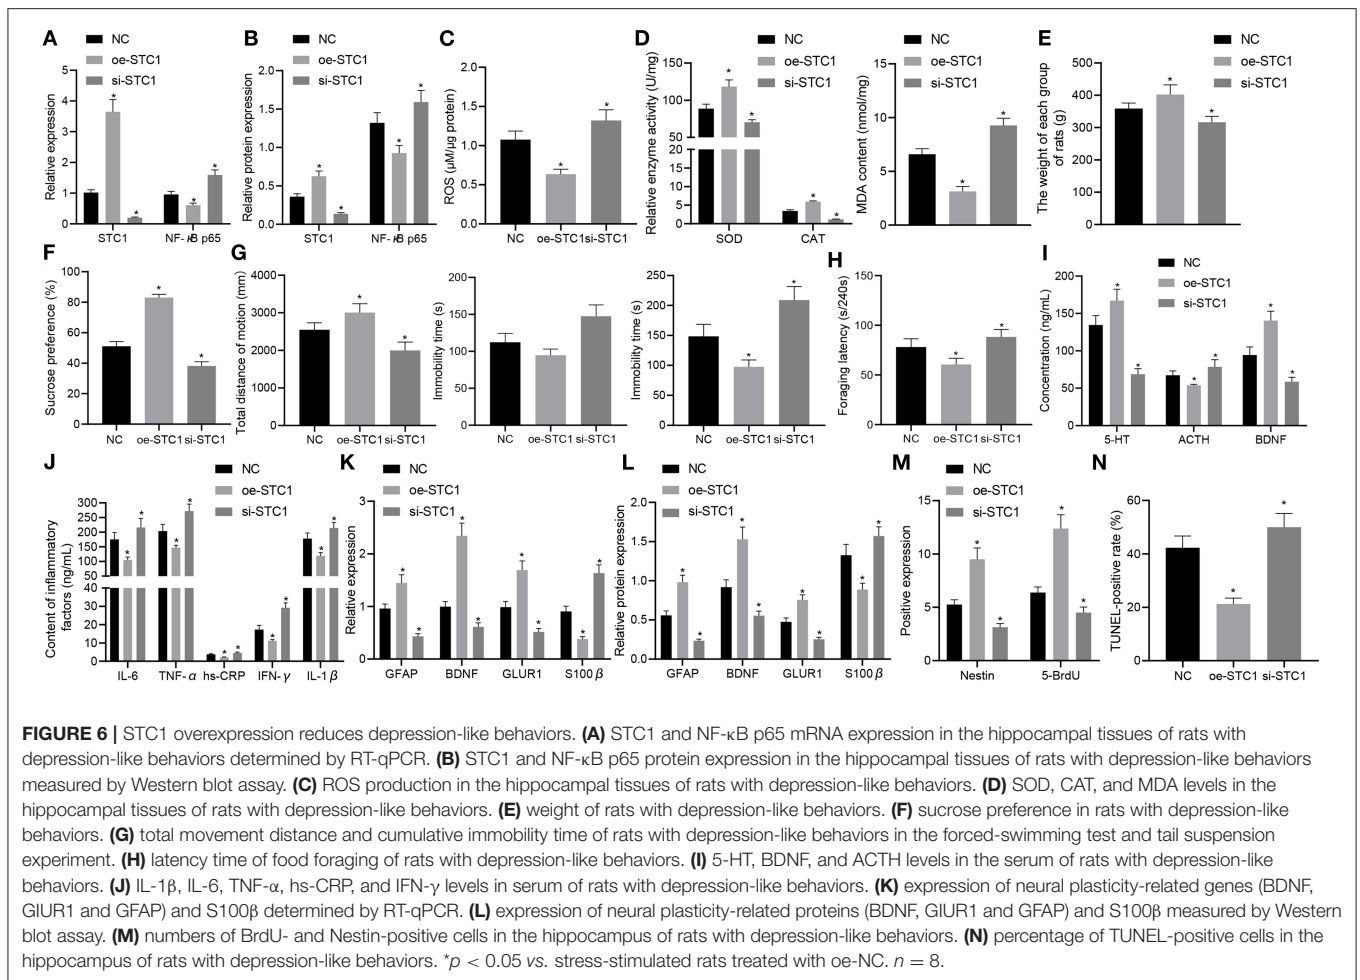 A
NC
oe-STC1
si-STC1
Relative expression
5
4
3
2
1
0
*
*
*
*
STC1
NF-κB p65
B
NC
oe-STC1
si-STC1
Relative protein expression
2.0
1.5
1.0
0.5
0.0
*
*
*
*
STC1
NF-κB p65
C
ROS (μM/μg protein)
2.0
1.5
1.0
0.5
0.0
*
*
NC
oe-STC1
si-STC1
D
NC
oe-STC1
si-STC1
Relative enzyme activity (U/mg)
150
100
50
20
15
10
5
0
*
*
*
*
SOD
CAT
MDA content (nmol/mg)
15
10
5
0
*
*
E
NC
oe-STC1
si-STC1
The weight of each group
of rats (g)
500
400
300
200
100
0
*
*
F
Sucrose preference (%)
100
80
60
40
20
0
*
*
NC
oe-STC1
si-STC1
G
Total distance of motion (mm)
4000
3000
2000
1000
0
*
*
NC
oe-STC1
si-STC1
Immobility time (s)
200
150
100
50
0
NC
oe-STC1
si-STC1
Immobility time (s)
250
200
150
100
50
0
*
*
NC
oe-STC1
si-STC1
H
Foraging latency (s/240s)
150
100
50
0
*
*
NC
oe-STC1
si-STC1
I
NC
oe-STC1
si-STC1
Concentration (ng/mL)
200
150
100
50
0
*
*
*
*
*
*
5-HT
ACTH
BDNF
J
NC
oe-STC1
si-STC1
Content of inflammatory
factors (ng/mL)
300
250
200
150
100
50
40
30
20
10
0
*
*
*
*
*
*
*
*
*
*
IL-6
TNF-α
hs-CRP
IFN-γ
IL-1β
K
NC
oe-STC1
si-STC1
Relative expression
3
2
1
0
*
*
*
*
*
*
*
*
GFAP
BDNF
GLUR1
S100β
L
NC
oe-STC1
si-STC1
Relative protein expression
2.0
1.5
1.0
0.5
0.0
*
*
*
*
*
*
*
*
GFAP
BDNF
GLUR1
S100β
M
NC
oe-STC1
si-STC1
Positive expression
15
10
5
0
*
*
*
*
Nestin
5-BrdU
N
TUNEL-positive rate (%)
60
40
20
0
*
*
NC
oe-STC1
si-STC1
FIGURE 6 | STC1 overexpression reduces depression-like behaviors. (A) STC1 and NF-κB p65 mRNA expression in the hippocampal tissues of rats with
depression-like behaviors determined by RT-qPCR. (B) STC1 and NF-κB p65 protein expression in the hippocampal tissues of rats with depression-like behaviors
measured by Western blot assay. (C) ROS production in the hippocampal tissues of rats with depression-like behaviors. (D) SOD, CAT, and MDA levels in the
hippocampal tissues of rats with depression-like behaviors. (E) weight of rats with depression-like behaviors. (F) sucrose preference in rats with depression-like
behaviors. (G) total movement distance and cumulative immobility time of rats with depression-like behaviors in the forced-swimming test and tail suspension
experiment. (H) latency time of food foraging of rats with depression-like behaviors. (I) 5-HT, BDNF, and ACTH levels in the serum of rats with depression-like
behaviors. (J) IL-1β, IL-6, TNF-α, hs-CRP, and IFN-γ levels in serum of rats with depression-like behaviors. (K) expression of neural plasticity-related genes (BDNF,
GlUR1 and GFAP) and S100β determined by RT-qPCR. (L) expression of neural plasticity-related proteins (BDNF, GlUR1 and GFAP) and S100β measured by Western
blot assay. (M) numbers of BrdU- and Nestin-positive cells in the hippocampus of rats with depression-like behaviors. (N) percentage of TUNEL-positive cells in the
hippocampus of rats with depression-like behaviors. *p < 0.05 vs. stress-stimulated rats treated with oe-NC. n = 8.